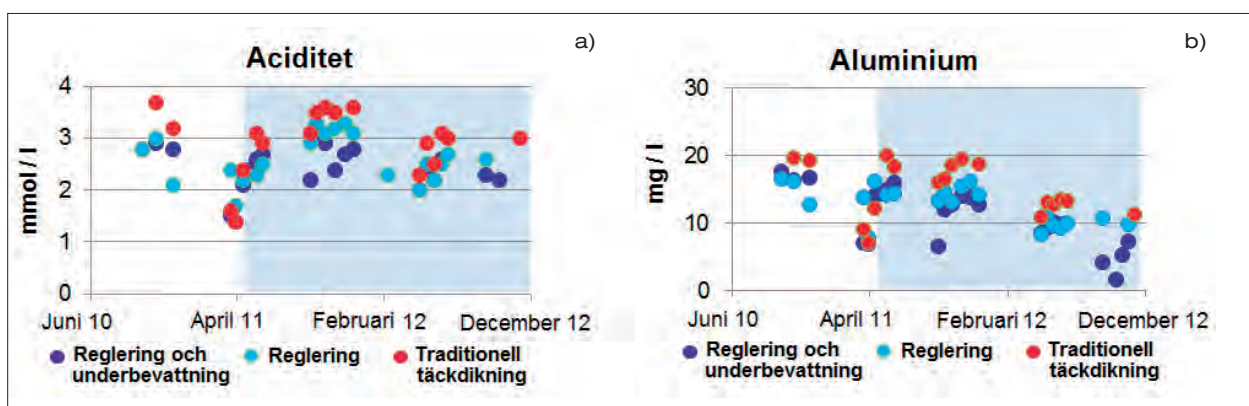 a)
Aciditet
4
3
2
1
0
mmol / l
Juni 10 April 11 Februari 12 December 12
Reglering och underbevattning
Reglering
Traditionell täckdikning
b)
Aluminium
30
20
10
0
mg / l
Juni 10 April 11 Februari 12 December 12
Reglering och underbevattning
Reglering
Traditionell täckdikning